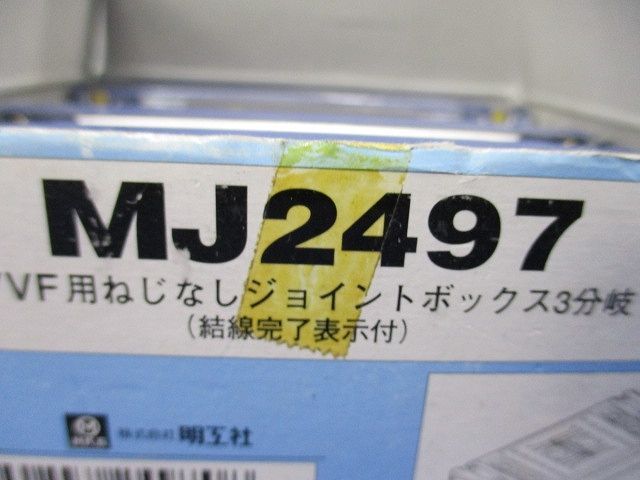 MJ2497
VVF用ねじなしジョイントボックス3分岐
(結線完了表示付)
株式会社 明工社